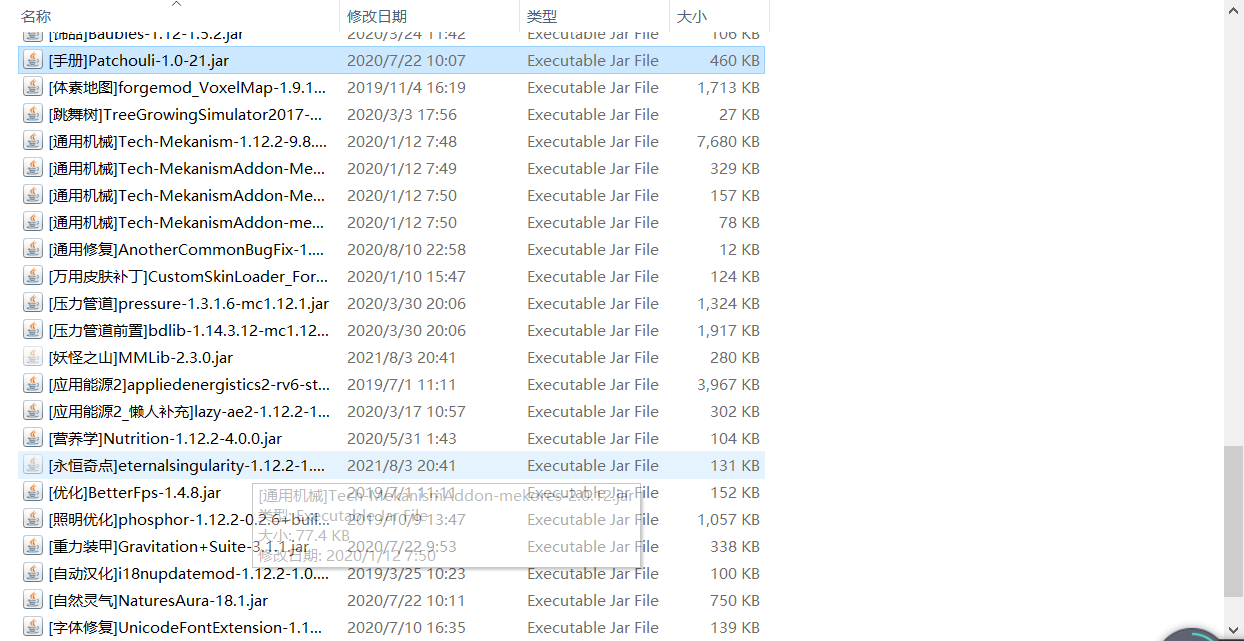 名称 修改日期 类型 大小
[饰品]Baubles-1.12-1.5.2.jar 2020/3/24 11:42 Executable Jar File 106 KB
[手册]Patchouli-1.0-21.jar 2020/7/22 10:07 Executable Jar File 460 KB
[体素地图]forgemod_VoxelMap-1.9.1... 2019/11/4 16:19 Executable Jar File 1,713 KB
[跳舞树]TreeGrowingSimulator2017-... 2020/3/3 17:56 Executable Jar File 27 KB
[通用机械]Tech-Mekanism-1.12.2-9.8.... 2020/1/12 7:48 Executable Jar File 7,680 KB
[通用机械]Tech-MekanismAddon-Me... 2020/1/12 7:49 Executable Jar File 329 KB
[通用机械]Tech-MekanismAddon-Me... 2020/1/12 7:50 Executable Jar File 157 KB
[通用机械]Tech-MekanismAddon-me... 2020/1/12 7:50 Executable Jar File 78 KB
[通用修复]AnotherCommonBugFix-1.... 2020/8/10 22:58 Executable Jar File 12 KB
[万用皮肤补丁]CustomSkinLoader_For... 2020/1/10 15:47 Executable Jar File 124 KB
[压力管道]pressure-1.3.1.6-mc1.12.1.jar 2020/3/30 20:06 Executable Jar File 1,324 KB
[压力管道前置]bdlib-1.14.3.12-mc1.12... 2020/3/30 20:06 Executable Jar File 1,917 KB
[妖怪之山]MMLib-2.3.0.jar 2021/8/3 20:41 Executable Jar File 280 KB
[应用能源2]appliedenergistics2-rv6-st... 2019/7/1 11:11 Executable Jar File 3,967 KB
[应用能源2_懒人补充]lazy-ae2-1.12.2-1... 2020/3/17 10:57 Executable Jar File 302 KB
[营养学]Nutrition-1.12.2-4.0.0.jar 2020/5/31 1:43 Executable Jar File 104 KB
[永恒奇点]eternalsingularity-1.12.2-1.... 2021/8/3 20:41 Executable Jar File 131 KB
[优化]BetterFps-1.4.8.jar 2019/7/1 11:11 Executable Jar File 152 KB
[通用机械]Tech-MekanismAddon-mekores-2.0.12.jar
类型: Executable Jar File
大小: 77.4 KB
修改日期: 2020/1/12 7:50
[照明优化]phosphor-1.12.2-0.2.6+buil... 2019/10/9 13:47 Executable Jar File 1,057 KB
[重力装甲]Gravitation+Suite-3.1.1.jar 2020/7/22 9:53 Executable Jar File 338 KB
[自动汉化]i18nupdatemod-1.12.2-1.0.... 2019/3/25 10:23 Executable Jar File 100 KB
[自然灵气]NaturesAura-18.1.jar 2020/7/22 10:11 Executable Jar File 750 KB
[字体修复]UnicodeFontExtension-1.1... 2020/7/10 16:35 Executable Jar File 139 KB